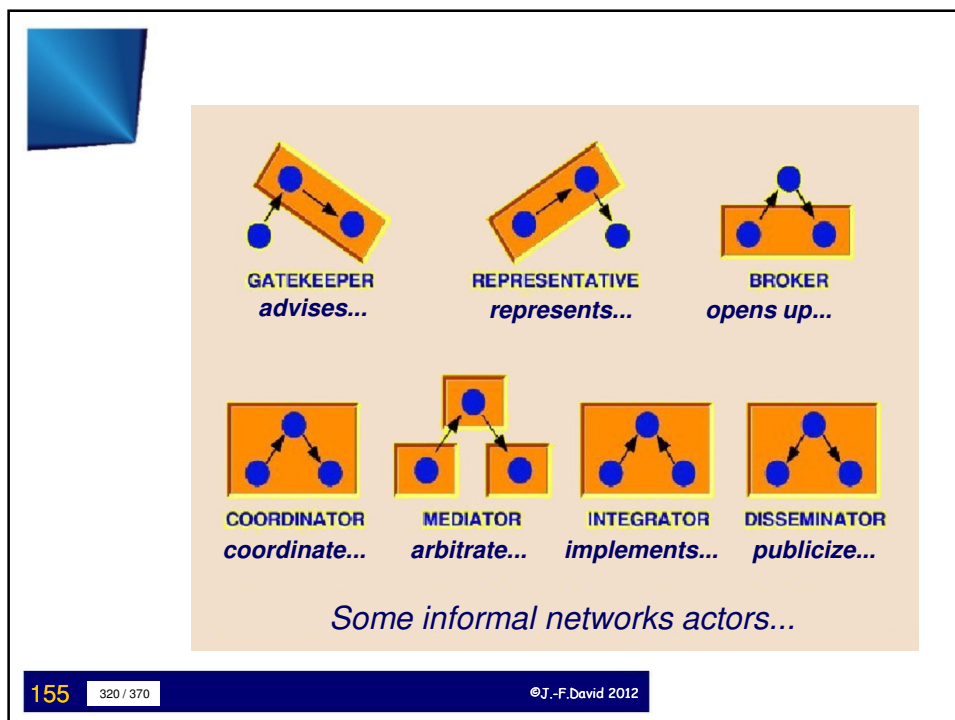 GATEKEEPER REPRESENTATIVE BROKER
advises... represents... opens up...
COORDINATOR MEDIATOR INTEGRATOR DISSEMINATOR
coordinate... arbitrate... implements... publicize...
Some informal networks actors...
155 320 / 370 ©J.-F.David 2012